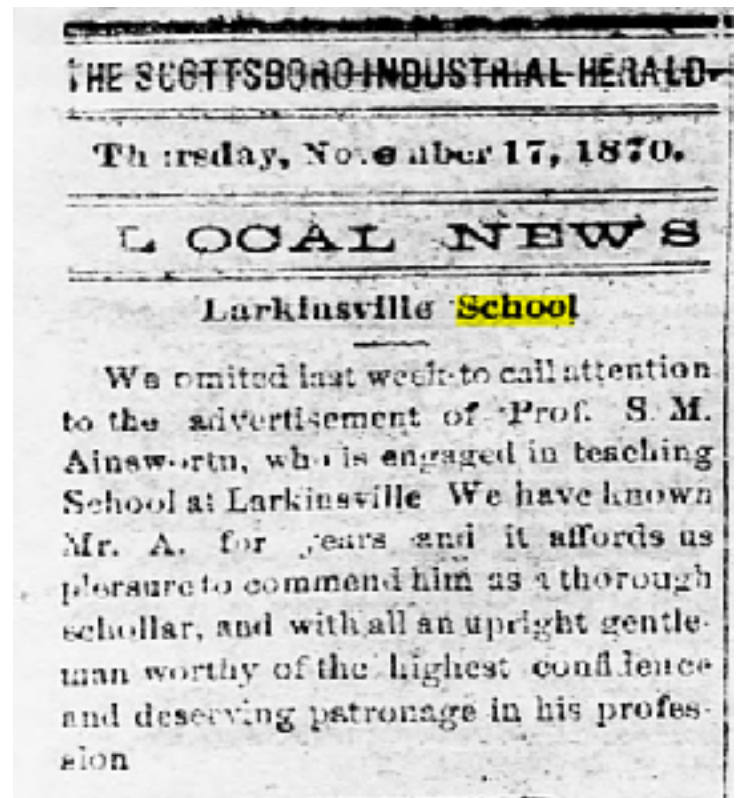 THE SCOTTSBORO INDUSTRIAL HERALD.
Thursday, November 17, 1870.
LOCAL NEWS
Larkinsville School
We omited last week to call attention
to the advertisement of Prof. S. M.
Ainsworth, who is engaged in teaching
School at Larkinsville We have known
Mr. A. for years and it affords us
plersure to commend him as a thorough
schollar, and with all an upright gentle-
man worthy of the highest confidence
and deserving patronage in his profes-
sion